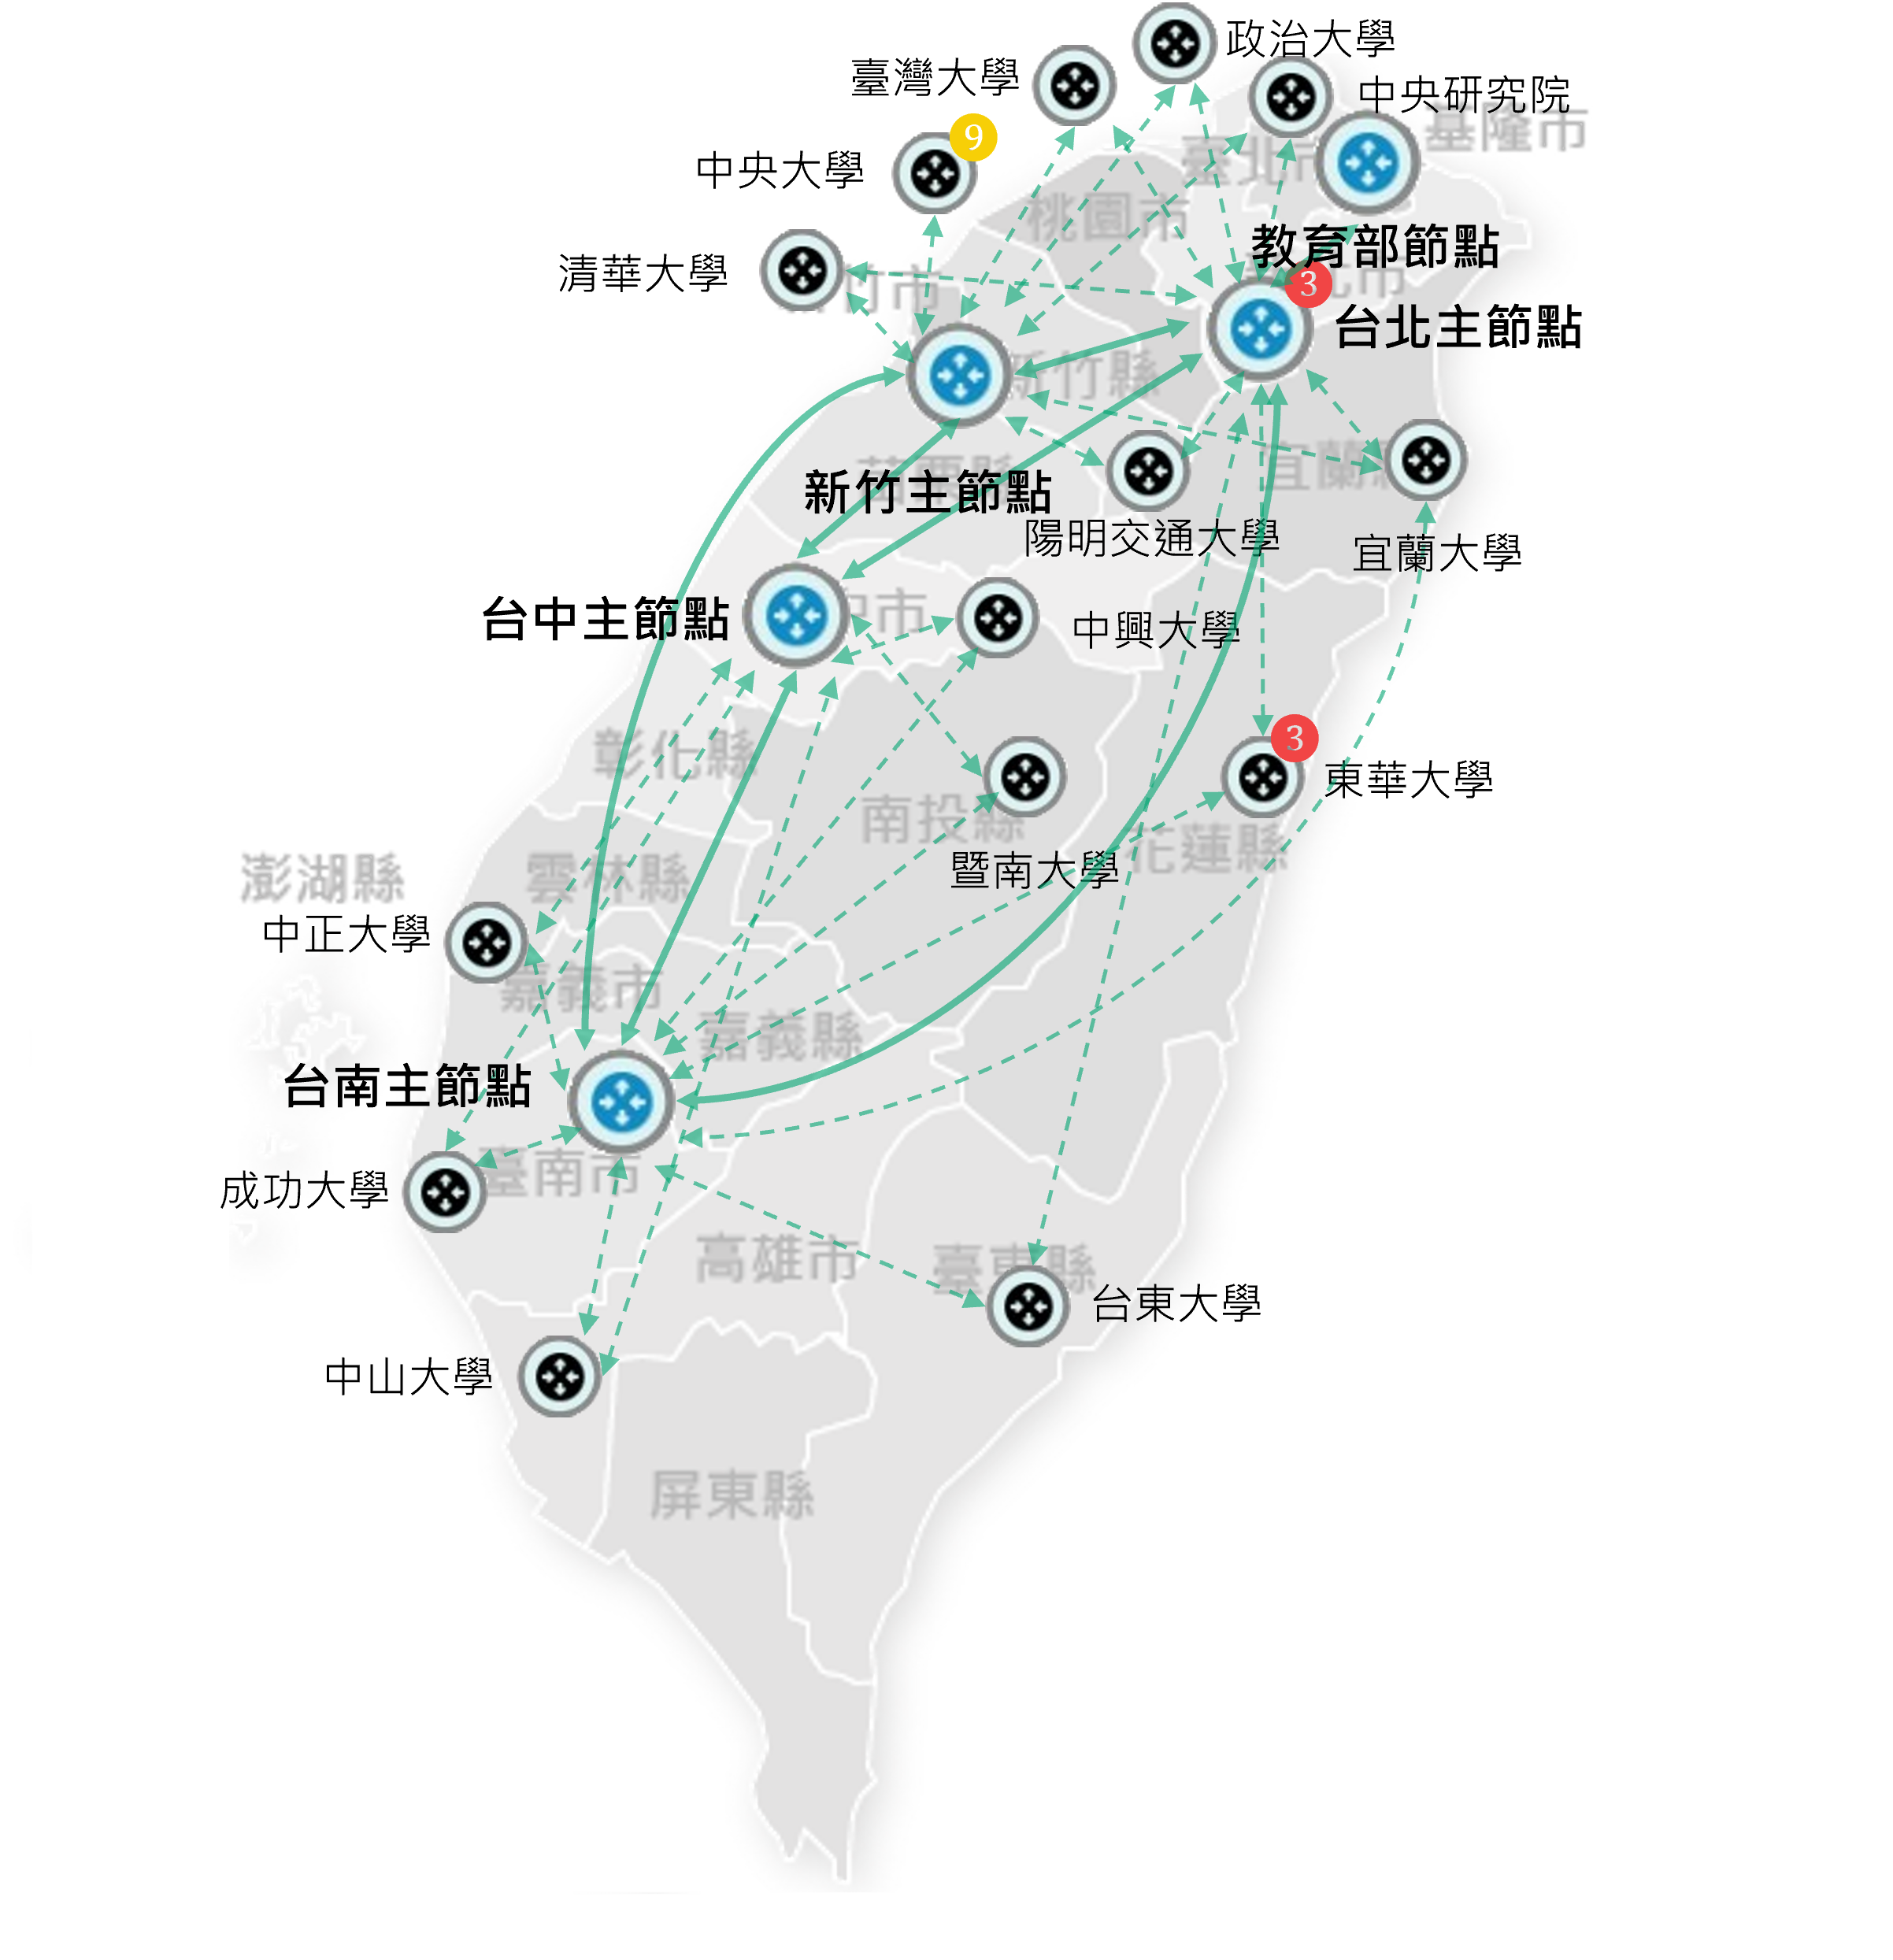 政治大學
臺灣大學
中央研究院
基隆市
9
臺北市
中央大學
桃園市
教育部節點
清華大學
竹市
3
北市
台北主節點
新竹縣
苗栗縣
宜蘭縣
新竹主節點
陽明交通大學
宜蘭大學
台中主節點
中市
中興大學
3
彰化縣
東華大學
南投縣
花蓮縣
暨南大學
澎湖縣
雲林縣
中正大學
嘉義市
嘉義縣
台南主節點
臺南市
成功大學
高雄市
臺東縣
台東大學
中山大學
屏東縣